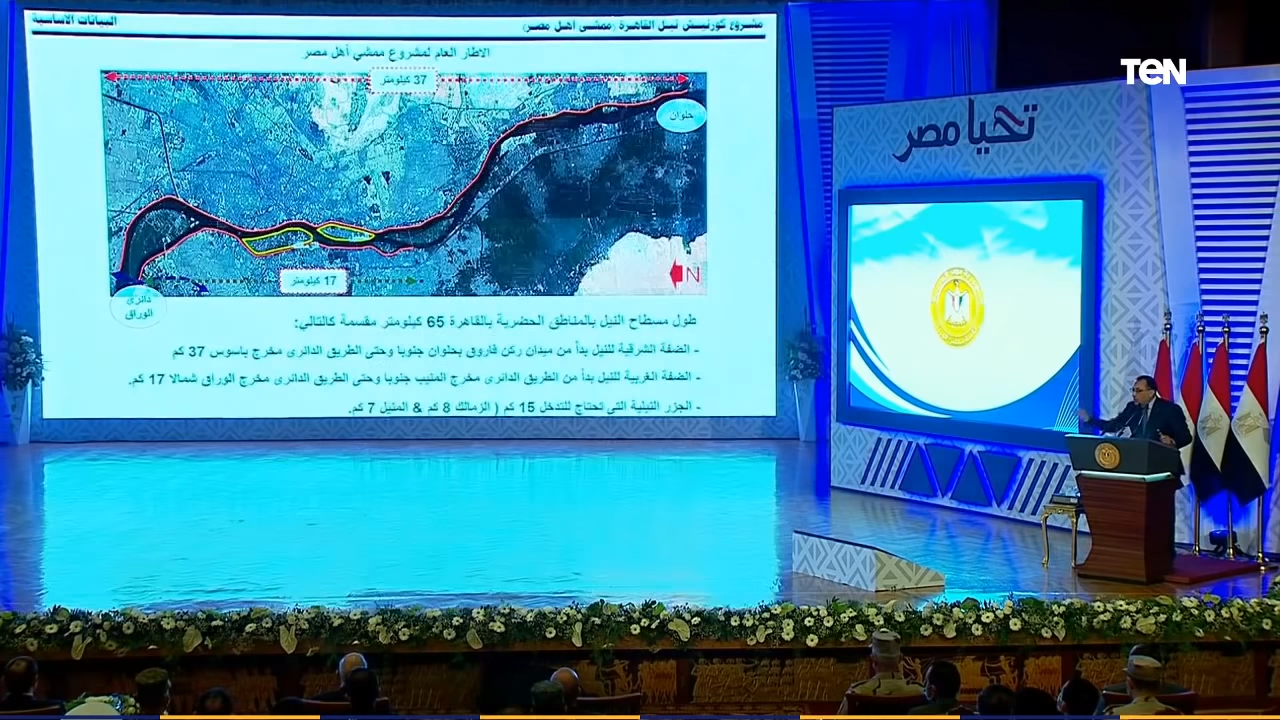 مشروع كورنيش نيل القاهرة (ممشى أهل مصر)
البيانات الأساسية
الاطار العام لمشروع ممشي أهل مصر
37 كيلومتر
حلوان
17 كيلومتر
N
دائري
الوراق
طول مسطاح النيل بالمناطق الحضرية بالقاهرة 65 كيلومتر مقسمة كالتالي:
- الضفة الشرقية للنيل بدأ من ميدان ركن فاروق بحلوان جنوبا وحتى الطريق الدائرى مخرج باسوس 37 كم
- الضفة الغربية للنيل بدأ من الطريق الدائرى مخرج المنيب جنوبا وحتى الطريق الدائرى مخرج الوراق شمالا 17 كم.
- الجزر النيلية التي تحتاج للتدخل 15 كم ( الزمالك 8 كم & المنيل 7 كم.
TEN
تحيا مصر